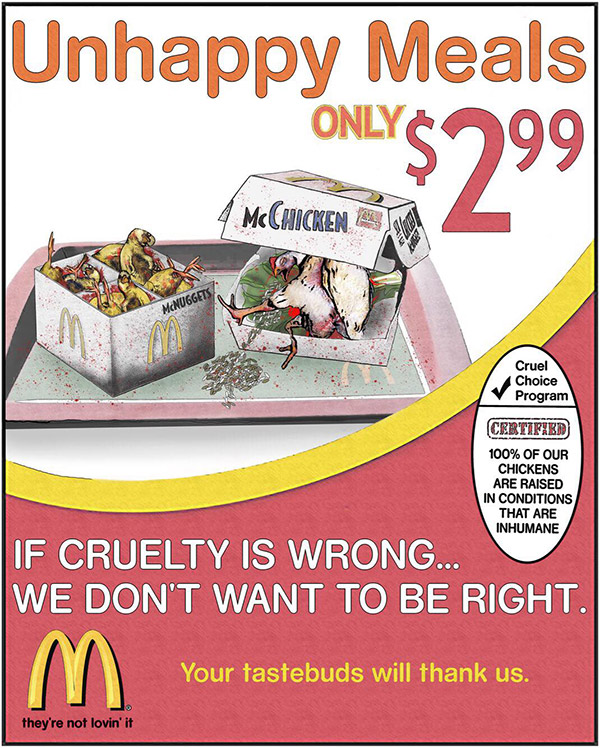 Unhappy Meals
ONLY $2 99
McCHICKEN
McNUGGETS
Cruel
Choice
Program
CERTIFIED
100% OF OUR
CHICKENS
ARE RAISED
IN CONDITIONS
THAT ARE
INHUMANE
IF CRUELTY IS WRONG...
WE DON'T WANT TO BE RIGHT.
Your tastebuds will thank us.
M®
they're not lovin' it